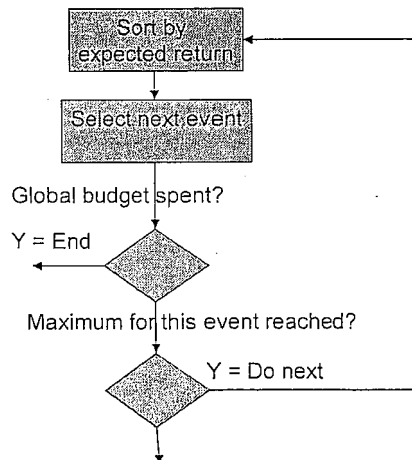 Sort by
expected return
Select next event
Global budget spent?
Y = End
Maximum for this event reached?
Y = Do next